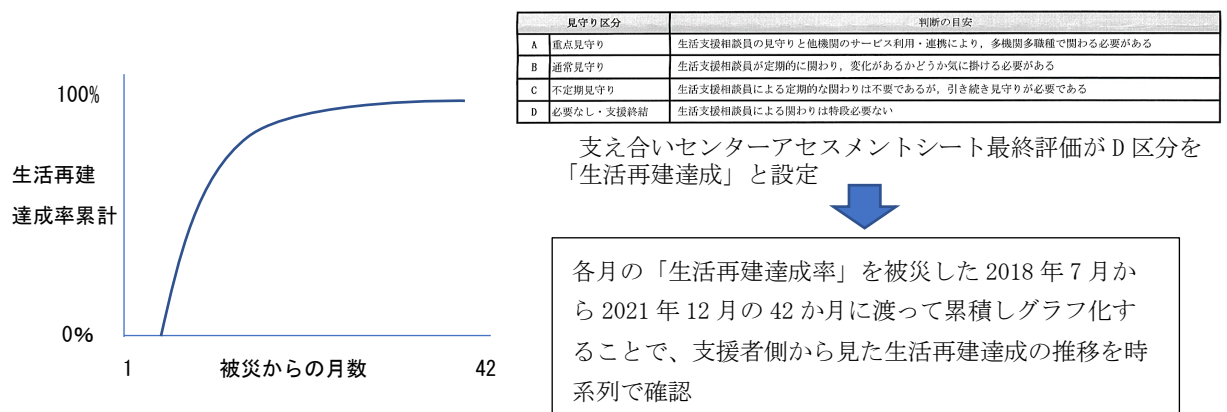 100%
生活再建
達成率累計
0%
1 被災からの月数 42
見守り区分 判断の目安
A 重点見守り 生活支援相談員の見守りと他機関のサービス利用・連携により，多機関多職種で関わる必要がある
B 通常見守り 生活支援相談員が定期的に関わり，変化があるかどうか気に掛ける必要がある
C 不定期見守り 生活支援相談員による定期的な関わりは不要であるが，引き続き見守りが必要である
D 必要なし・支援終結 生活支援相談員による関わりは特段必要ない
支え合いセンターアセスメントシート最終評価が D 区分を
「生活再建達成」と設定
各月の「生活再建達成率」を被災した 2018 年 7 月か
ら 2021 年 12 月の 42 か月に渡って累積しグラフ化す
ることで、支援者側から見た生活再建達成の推移を時
系列で確認